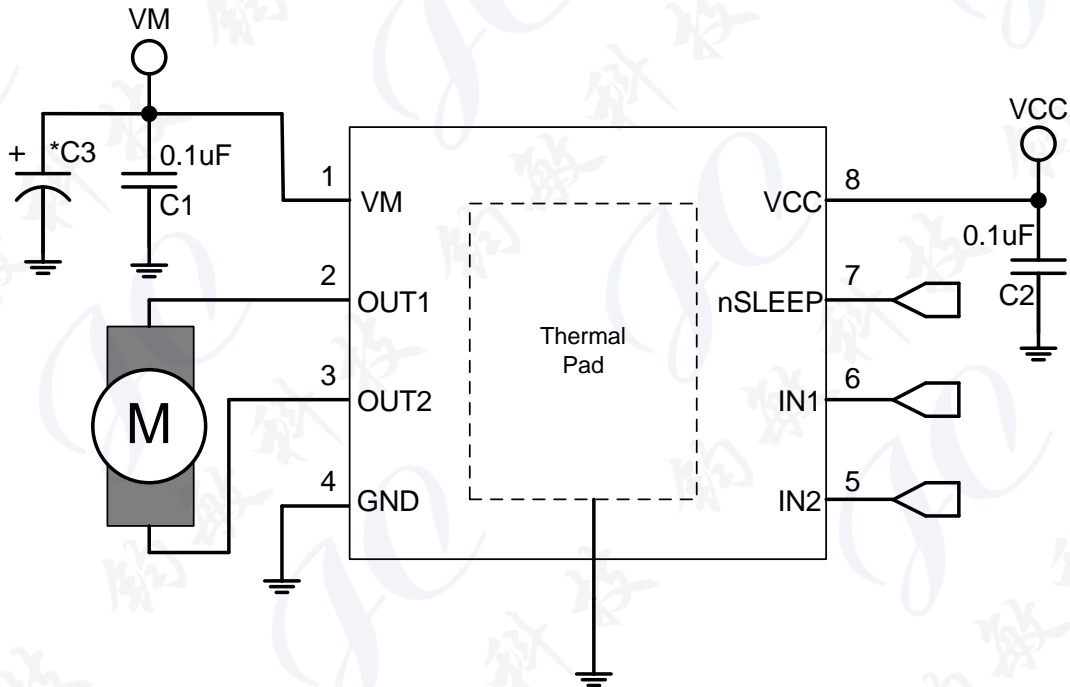 VM
VCC
+
*C3
0.1uF
C1
1
VM
8
VCC
0.1uF
C2
2
OUT1
7
nSLEEP
Thermal
Pad
3
OUT2
6
IN1
M
4
GND
5
IN2